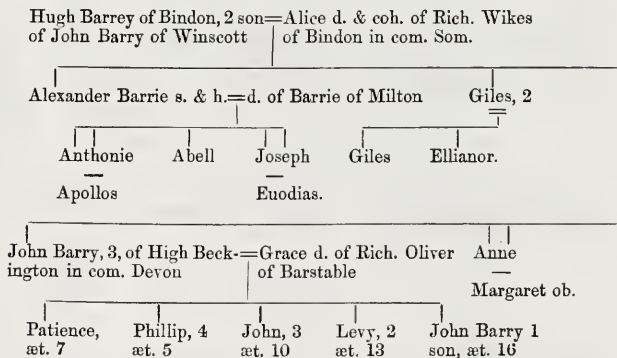 Hugh Barrey of Bindon, 2 son=Alice d. & coh. of Rich. Wikes
of John Barry of Winscott of Bindon in com. Som.
Alexander Barrie s. & h.=d. of Barrie of Milton Giles, 2
Anthonie Abell Joseph Giles Ellianor.
Apollos Euodias.
John Barry, 3, of High Beck-=Grace d. of Rich. Oliver Anne
ington in com. Devon of Barstable
Margaret ob.
Patience, Phillip, 4 John, 3 Levy, 2 John Barry 1
æt. 7 æt. 5 æt. 10 æt. 13 son, æt. 16